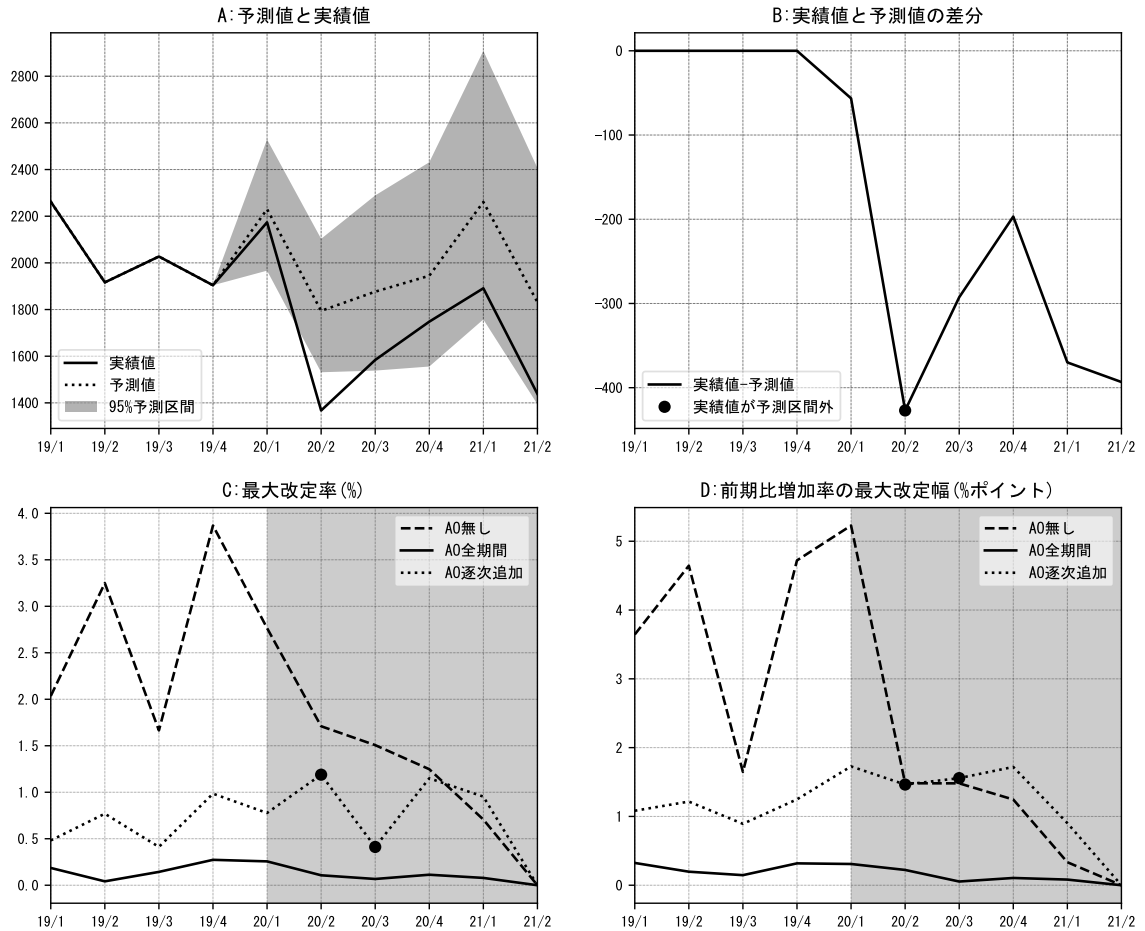 A:予測値と実績値
2800
2600
2400
2200
2000
1800
1600
1400
実績値
予測値
95%予測区間
19/1 19/2 19/3 19/4 20/1 20/2 20/3 20/4 21/1 21/2
B:実績値と予測値の差分
0
-100
-200
-300
-400
実績値-予測値
実績値が予測区間外
19/1 19/2 19/3 19/4 20/1 20/2 20/3 20/4 21/1 21/2
C:最大改定率(%)
4.0
3.5
3.0
2.5
2.0
1.5
1.0
0.5
0.0
AO無し
AO全期間
AO逐次追加
19/1 19/2 19/3 19/4 20/1 20/2 20/3 20/4 21/1 21/2
D:前期比増加率の最大改定幅(%ポイント)
5
4
3
2
1
0
AO無し
AO全期間
AO逐次追加
19/1 19/2 19/3 19/4 20/1 20/2 20/3 20/4 21/1 21/2